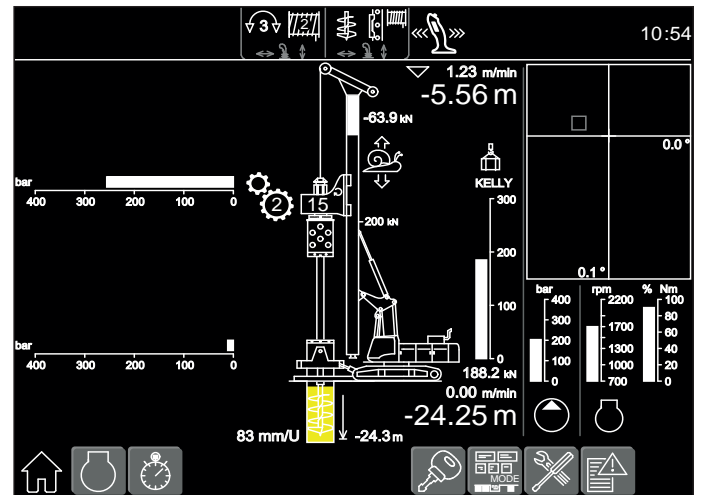 3
2
10:54
1.23 m/min
-5.56 m
-63.9 kN
0.0 °
KELLY
bar
400 300 200 100 0
2
15
200 kN
300
200
100
0
188.2 kN
0.1 °
bar
400
300
200
100
0
rpm
2200
1700
1300
1000
700
% Nm
100
80
60
40
20
0
bar
400 300 200 100 0
0.00 m/min
-24.25 m
83 mm/U
-24.3 m
MODE